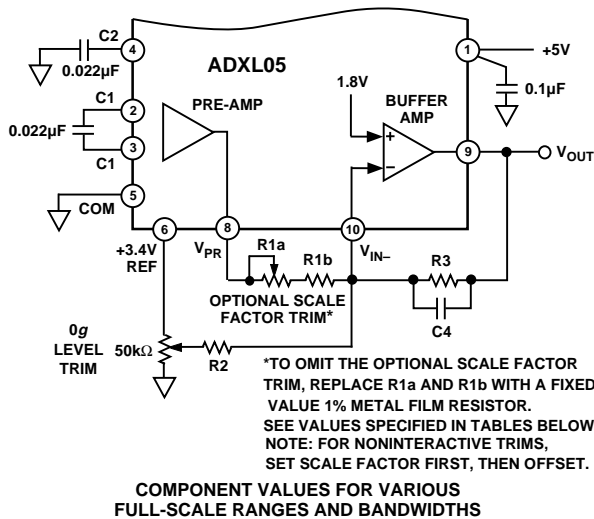 C2
4
0.022µF
ADXL05
1
+5V
C1
2
1.8V
0.1µF
PRE-AMP
BUFFER
AMP
0.022µF
+
9
VOUT
3
–
C1
5
COM
6
8
10
+3.4V
REF
VPR
R1a
R1b
VIN–
R3
OPTIONAL SCALE
FACTOR TRIM*
C4
0g
LEVEL
TRIM
50kΩ
R2
*TO OMIT THE OPTIONAL SCALE FACTOR
TRIM, REPLACE R1a AND R1b WITH A FIXED
VALUE 1% METAL FILM RESISTOR.
SEE VALUES SPECIFIED IN TABLES BELOW
NOTE: FOR NONINTERACTIVE TRIMS,
SET SCALE FACTOR FIRST, THEN OFFSET.
COMPONENT VALUES FOR VARIOUS
FULL-SCALE RANGES AND BANDWIDTHS